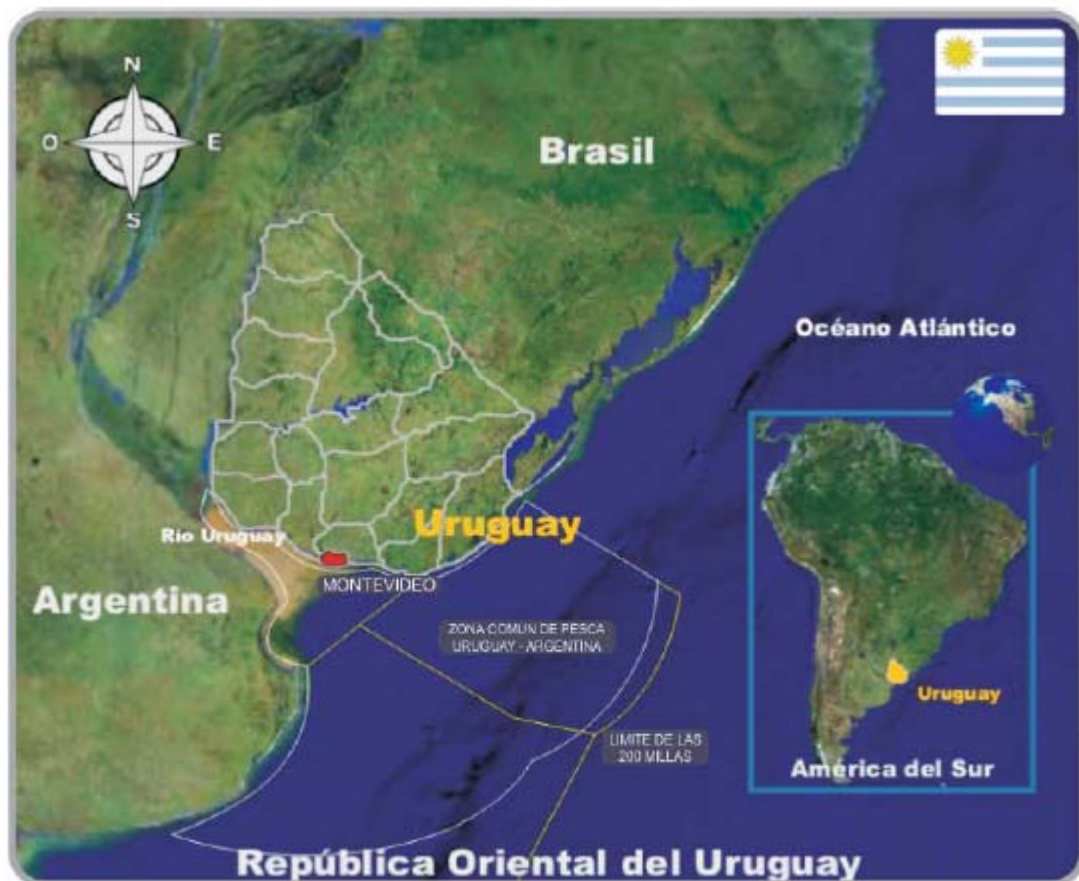 N
O
E
S
Brasil
Océano Atlántico
Río Uruguay
Uruguay
MONTEVIDEO
Argentina
ZONA COMUN DE PESCA
URUGUAY - ARGENTINA
LIMITE DE LAS
200 MILLAS
Uruguay
América del Sur
República Oriental del Uruguay